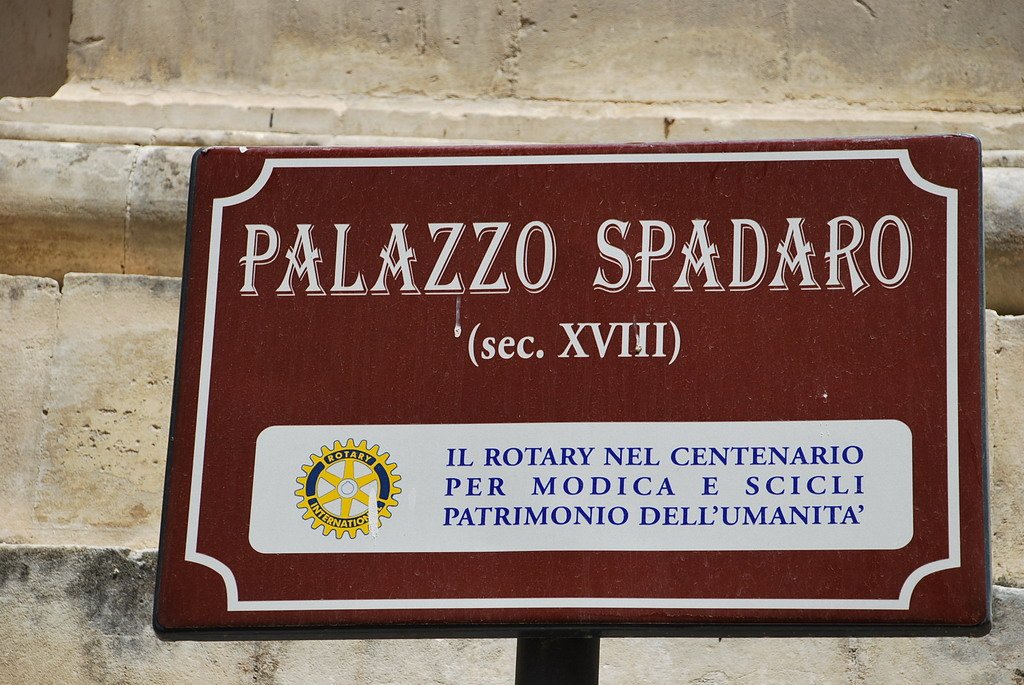 PALAZZO SPADARO
(sec. XVIII)
ROTARY
INTERNATIONAL
IL ROTARY NEL CENTENARIO
PER MODICA E SCICLI
PATRIMONIO DELL'UMANITA'